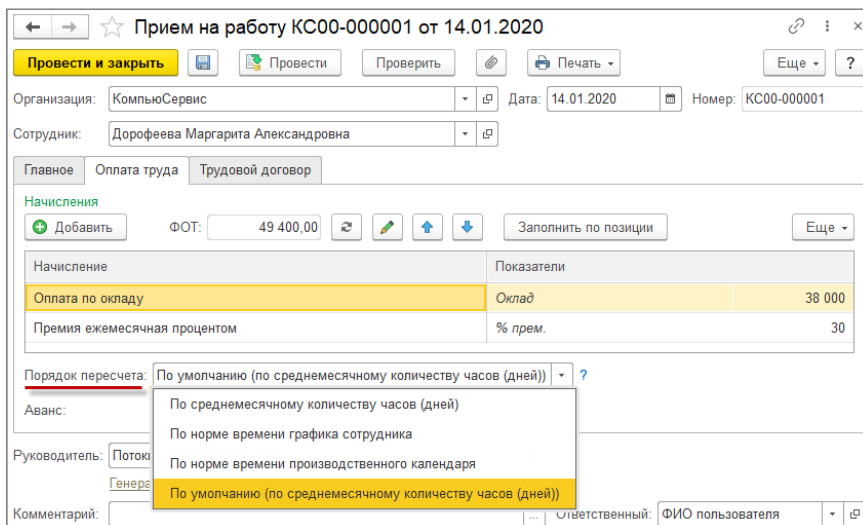 Прием на работу КС00-000001 от 14.01.2020
Провести и закрыть Провести Проверить Печать Еще ?
Организация: КомпьюСервис Дата: 14.01.2020 Номер: КС00-000001
Сотрудник: Дорофеева Маргарита Александровна
Главное Оплата труда Трудовой договор
Начисления
Добавить ФОТ: 49 400,00 Заполнить по позиции Еще
Начисление Показатели
Оплата по окладу Оклад 38 000
Премия ежемесячная процентом % прем. 30
Порядок пересчета: По умолчанию (по среднемесячному количеству часов (дней)) ?
Аванс: По среднемесячному количеству часов (дней)
По норме времени графика сотрудника
Руководитель: По норме времени производственного календаря
По умолчанию (по среднемесячному количеству часов (дней))
Комментарий: ... Ответственный: ФИО пользователя